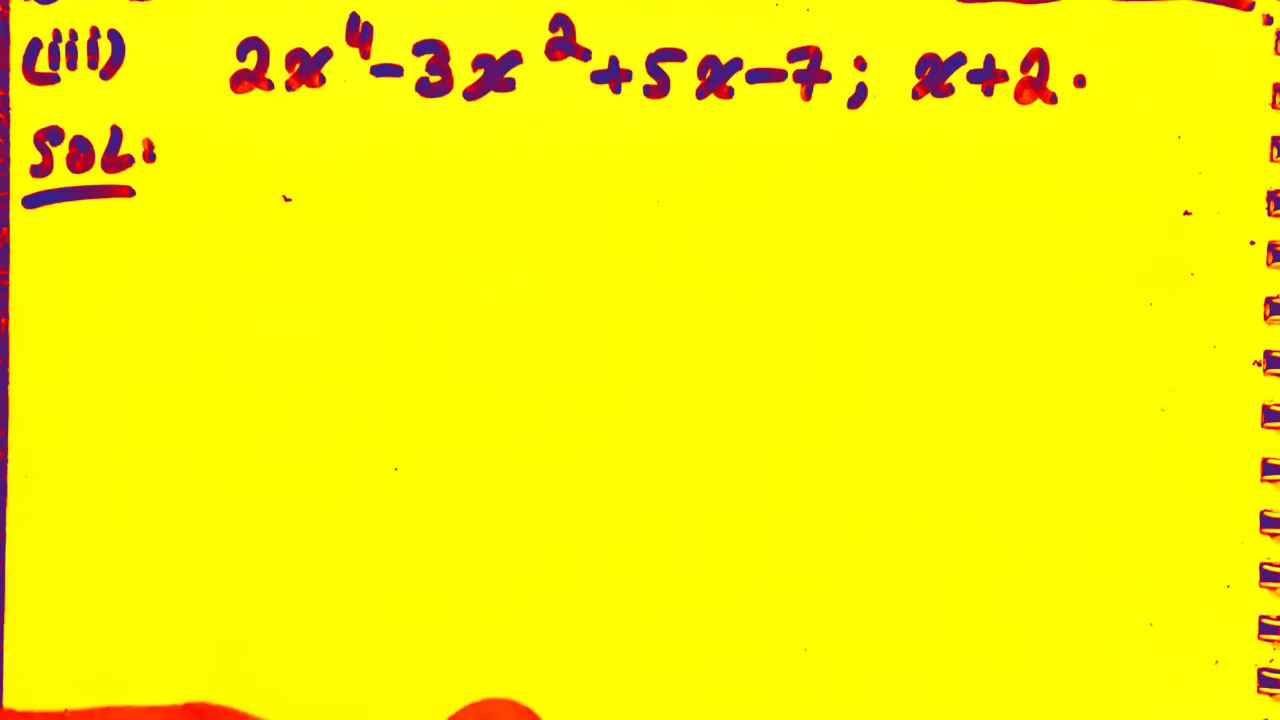 (iii) 2x⁴-3x²+5x-7; x+2.
Sol: